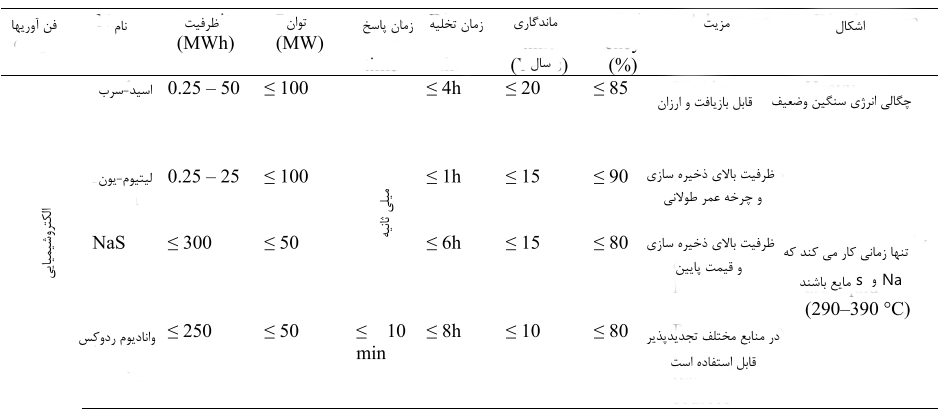 فن آوریها نام ظرفیت توان زمان پاسخ زمان تخلیه ماندگاری مزیت اشکال
(MWh) (MW) (سال) (%)
اسید-سرب 0.25 – 50 ≤ 100 ≤ 4h ≤ 20 ≤ 85 قابل بازیافت و ارزان چگالی انرژی سنگین وضعیف
لیتیوم-یون 0.25 – 25 ≤ 100 ≤ 1h ≤ 15 ≤ 90 ظرفیت بالای ذخیره سازی
و چرخه عمر طولانی
میلی ثانیه
الکتروشیمیایی
NaS ≤ 300 ≤ 50 ≤ 6h ≤ 15 ≤ 80 ظرفیت بالای ذخیره سازی
و قیمت پایین
تنها زمانی کار می کند که
Na و s مایع باشند
(290–390 °C)
وانادیوم ردوکس ≤ 250 ≤ 50 ≤ 10 ≤ 8h ≤ 10 ≤ 80 در منابع مختلف تجدیدپذیر
min قابل استفاده است